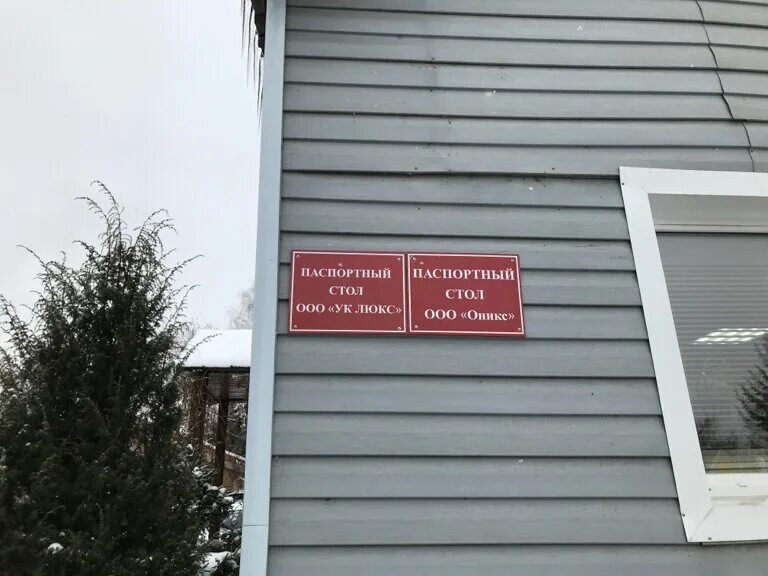 ПАСПОРТНЫЙ
СТОЛ
ООО «УК ЛЮКС»
ПАСПОРТНЫЙ
СТОЛ
ООО «Оникс»